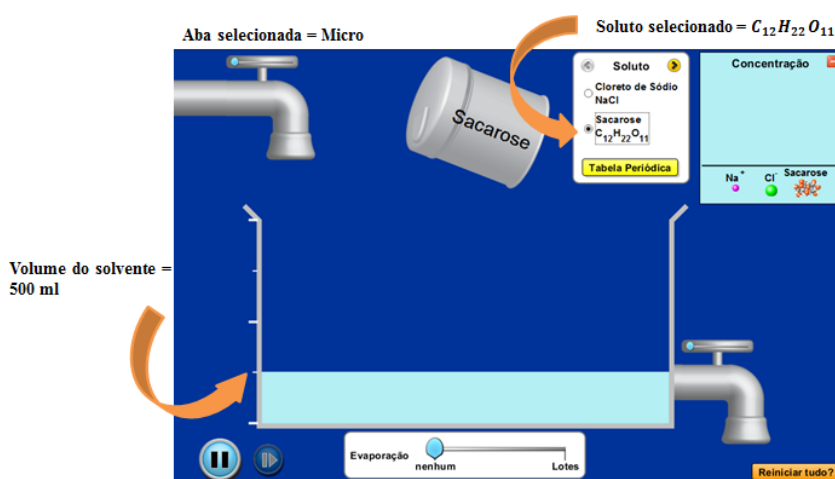 Aba selecionada = Micro
Soluto selecionado = C₁₂H₂₂O₁₁
Soluto
Cloreto de Sódio
NaCl
Sacarose
C₁₂H₂₂O₁₁
Tabela Periódica
Concentração
Na⁺
Cl⁻
Sacarose
Sacarose
Volume do solvente =
500 ml
Evaporação
nenhum
Lotes
Reiniciar tudo?